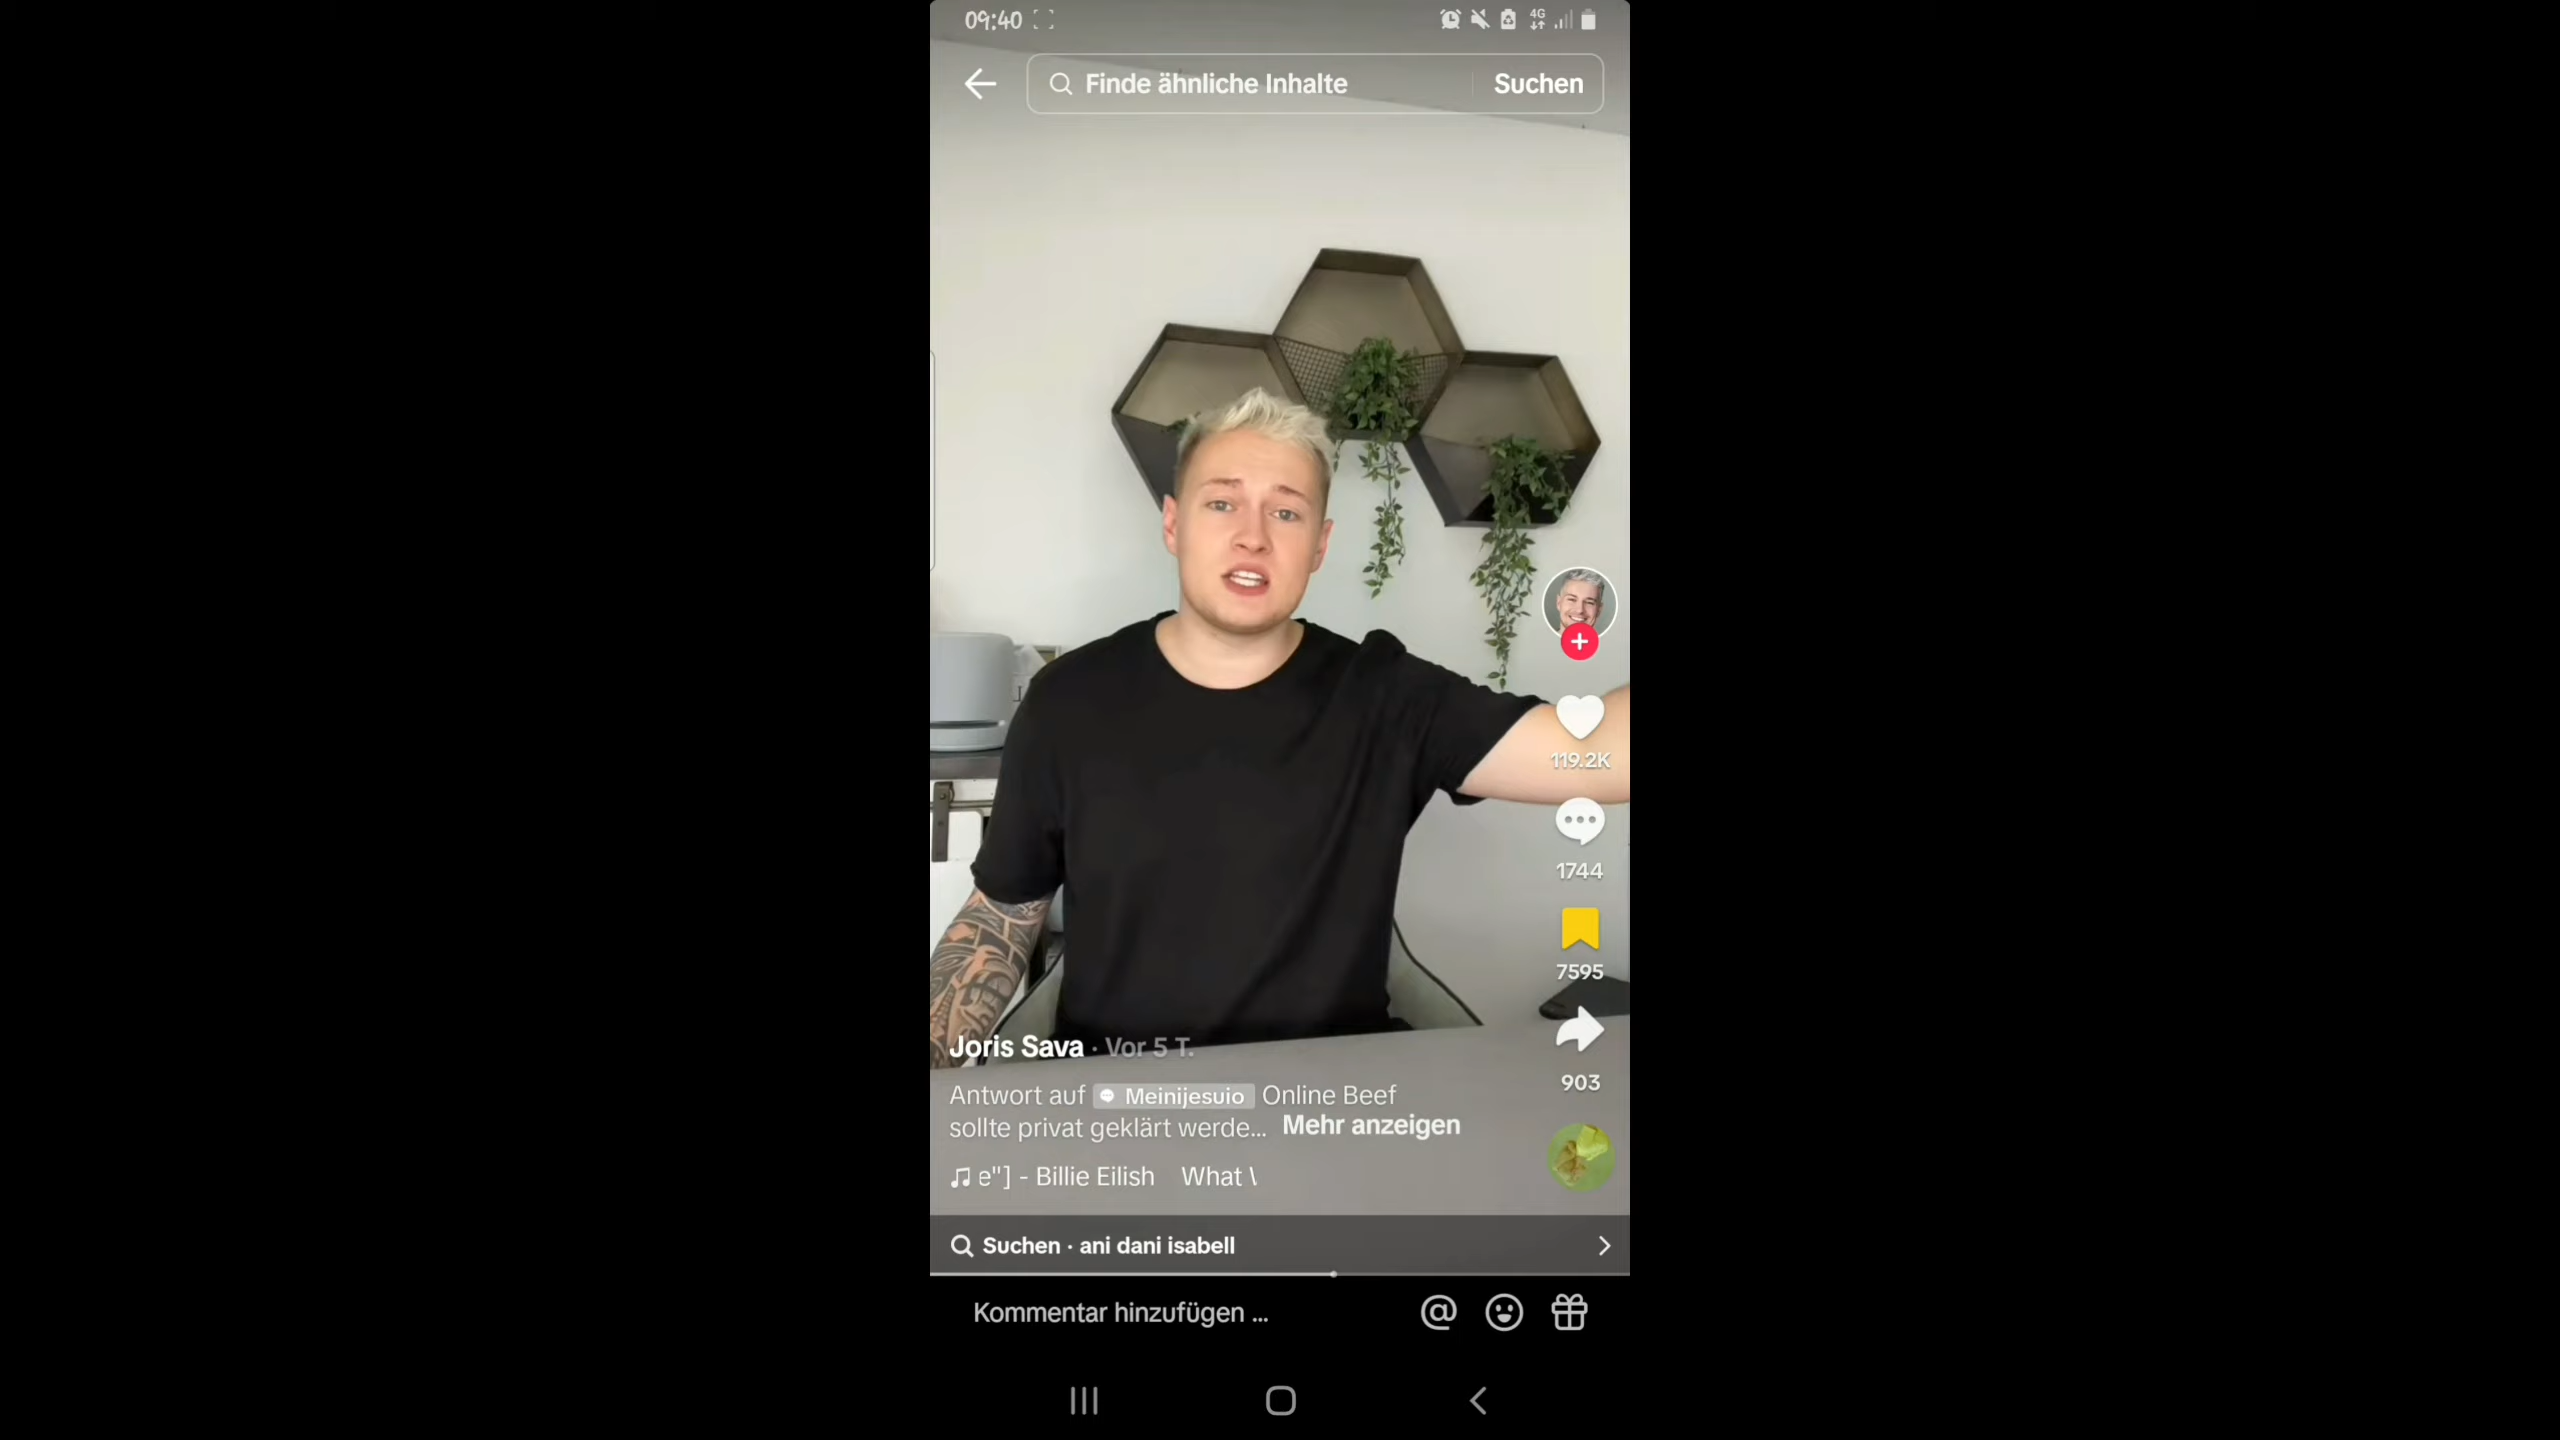 09:40
4G
Finde ähnliche Inhalte
Suchen
119.2K
1744
7595
903
Joris Sava · Vor 5 T.
Antwort auf Meinijesuio Online Beef
sollte privat geklärt werde... Mehr anzeigen
e"] - Billie Eilish What \
Suchen · ani dani isabell
Kommentar hinzufügen ...